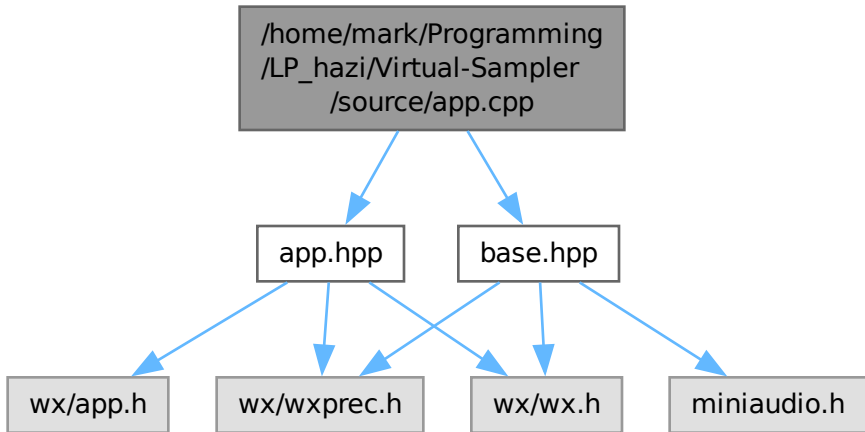 /home/mark/Programming
/LP_hazi/Virtual-Sampler
/source/app.cpp
app.hpp
base.hpp
wx/app.h
wx/wxprec.h
wx/wx.h
miniaudio.h